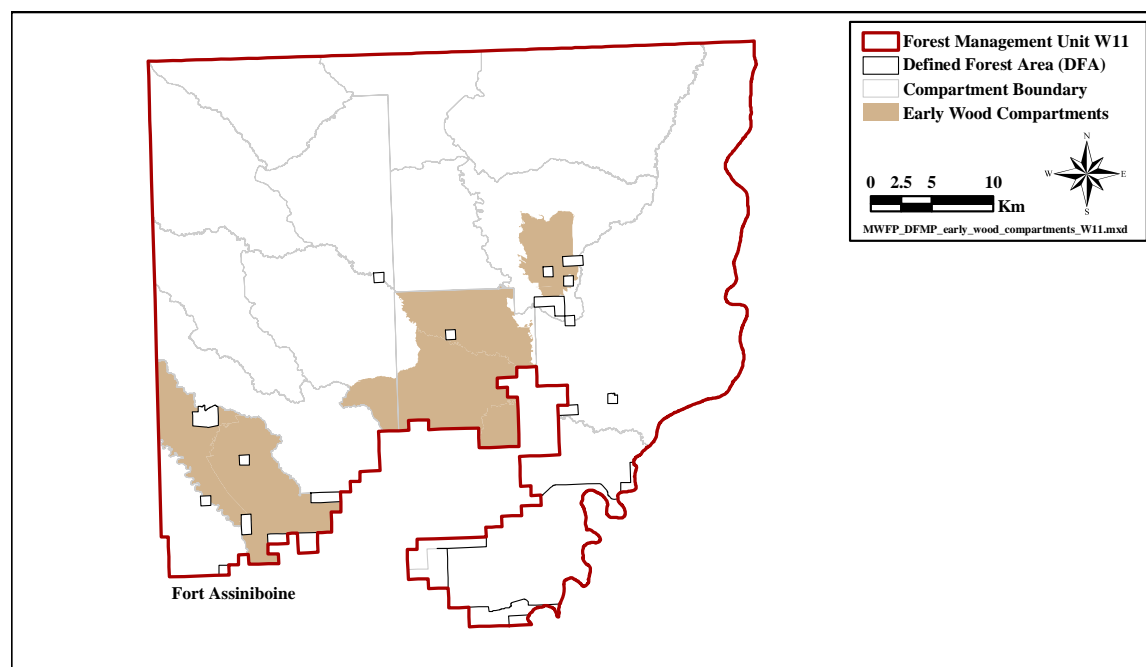 Forest Management Unit W11
Defined Forest Area (DFA)
Compartment Boundary
Early Wood Compartments
N
W E
S
0 2.5 5 10
Km
MWFP_DFMP_early_wood_compartments_W11.mxd
Fort Assiniboine